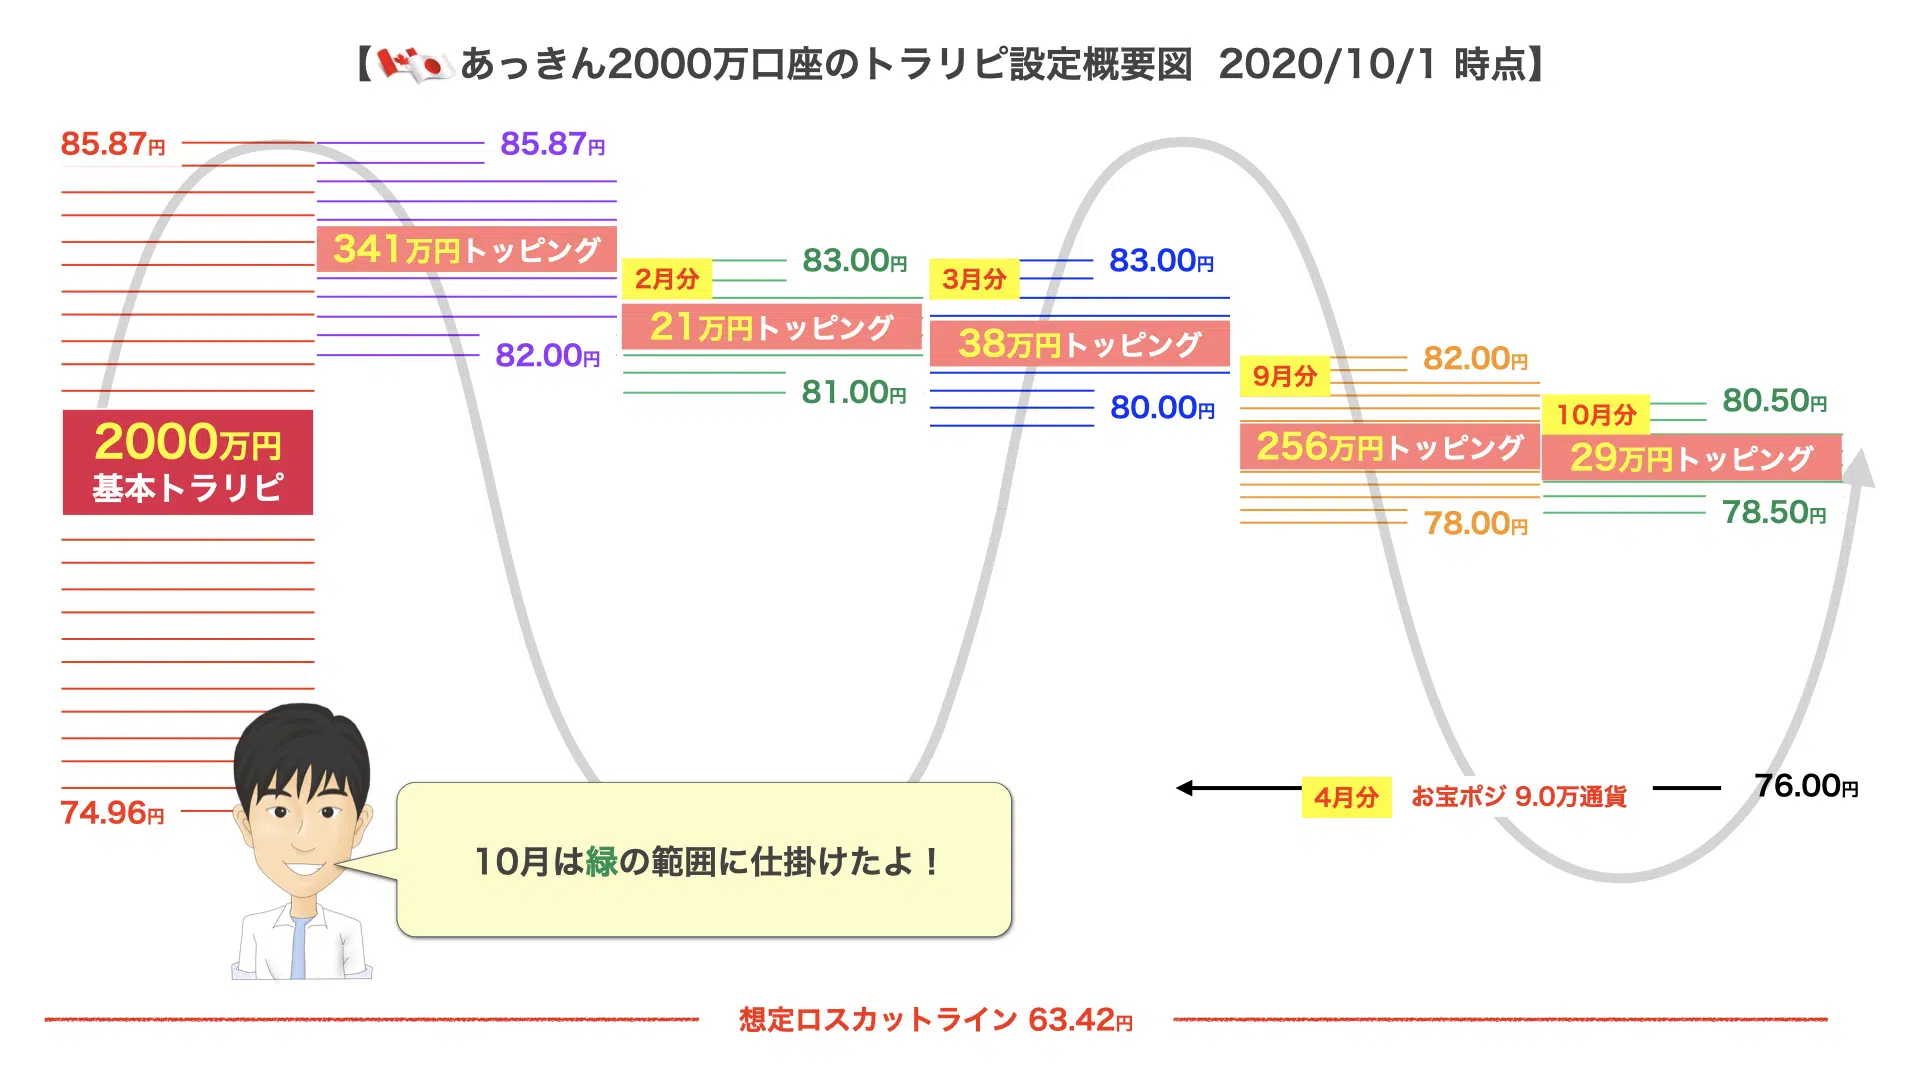 【あっきん2000万口座のトラリピ設定概要図 2020/10/1 時点】
85.87円
85.87円
341万円トッピング
82.00円
2月分
83.00円
21万円トッピング
81.00円
3月分
83.00円
38万円トッピング
80.00円
9月分
82.00円
256万円トッピング
78.00円
10月分
80.50円
29万円トッピング
78.50円
2000万円
基本トラリピ
74.96円
4月分 お宝ポジ 9.0万通貨
76.00円
10月は緑の範囲に仕掛けたよ！
想定ロスカットライン 63.42円